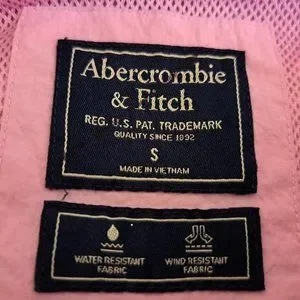 Abercrombie
& Fitch
REG. U.S. PAT. TRADEMARK
QUALITY SINCE 1892
S
MADE IN VIETNAM
WATER RESISTANT
FABRIC
WIND RESISTANT
FABRIC